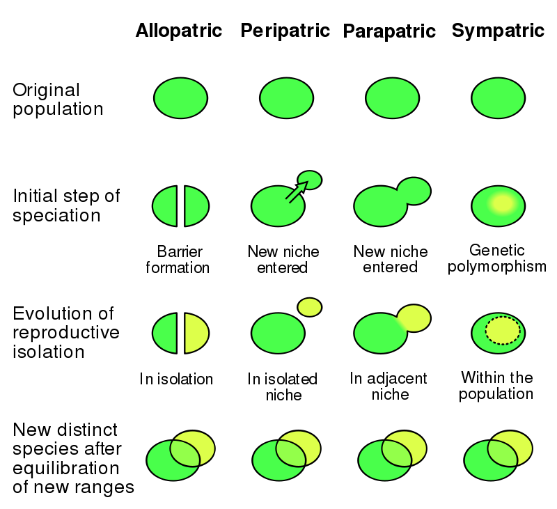 Allopatric Peripatric Parapatric Sympatric
Original
population
Initial step of
speciation
Barrier
formation
New niche
entered
New niche
entered
Genetic
polymorphism
Evolution of
reproductive
isolation
In isolation
In isolated
niche
In adjacent
niche
Within the
population
New distinct
species after
equilibration
of new ranges